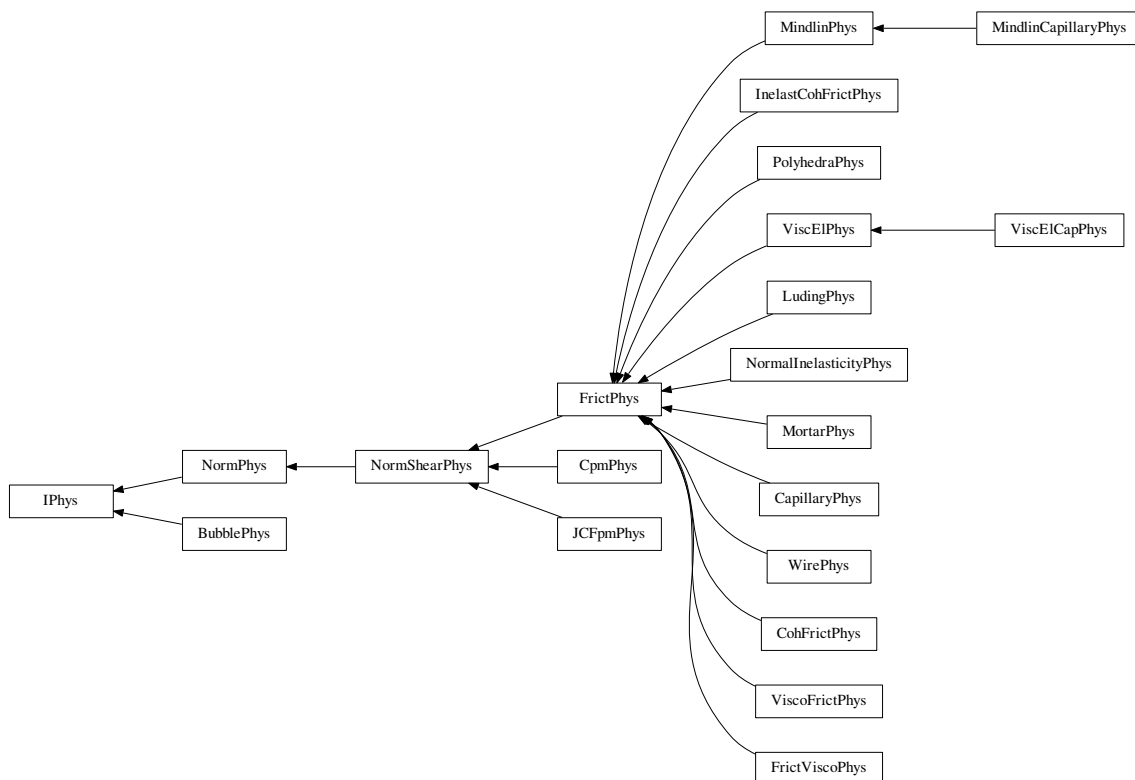 MindlinPhys
MindlinCapillaryPhys
InelastCohFrictPhys
PolyhedraPhys
ViscElPhys
ViscElCapPhys
LudingPhys
NormalInelasticityPhys
FrictPhys
MortarPhys
NormPhys
NormShearPhys
CpmPhys
IPhys
CapillaryPhys
BubblePhys
JCFpmPhys
WirePhys
CohFrictPhys
ViscoFrictPhys
FrictViscoPhys